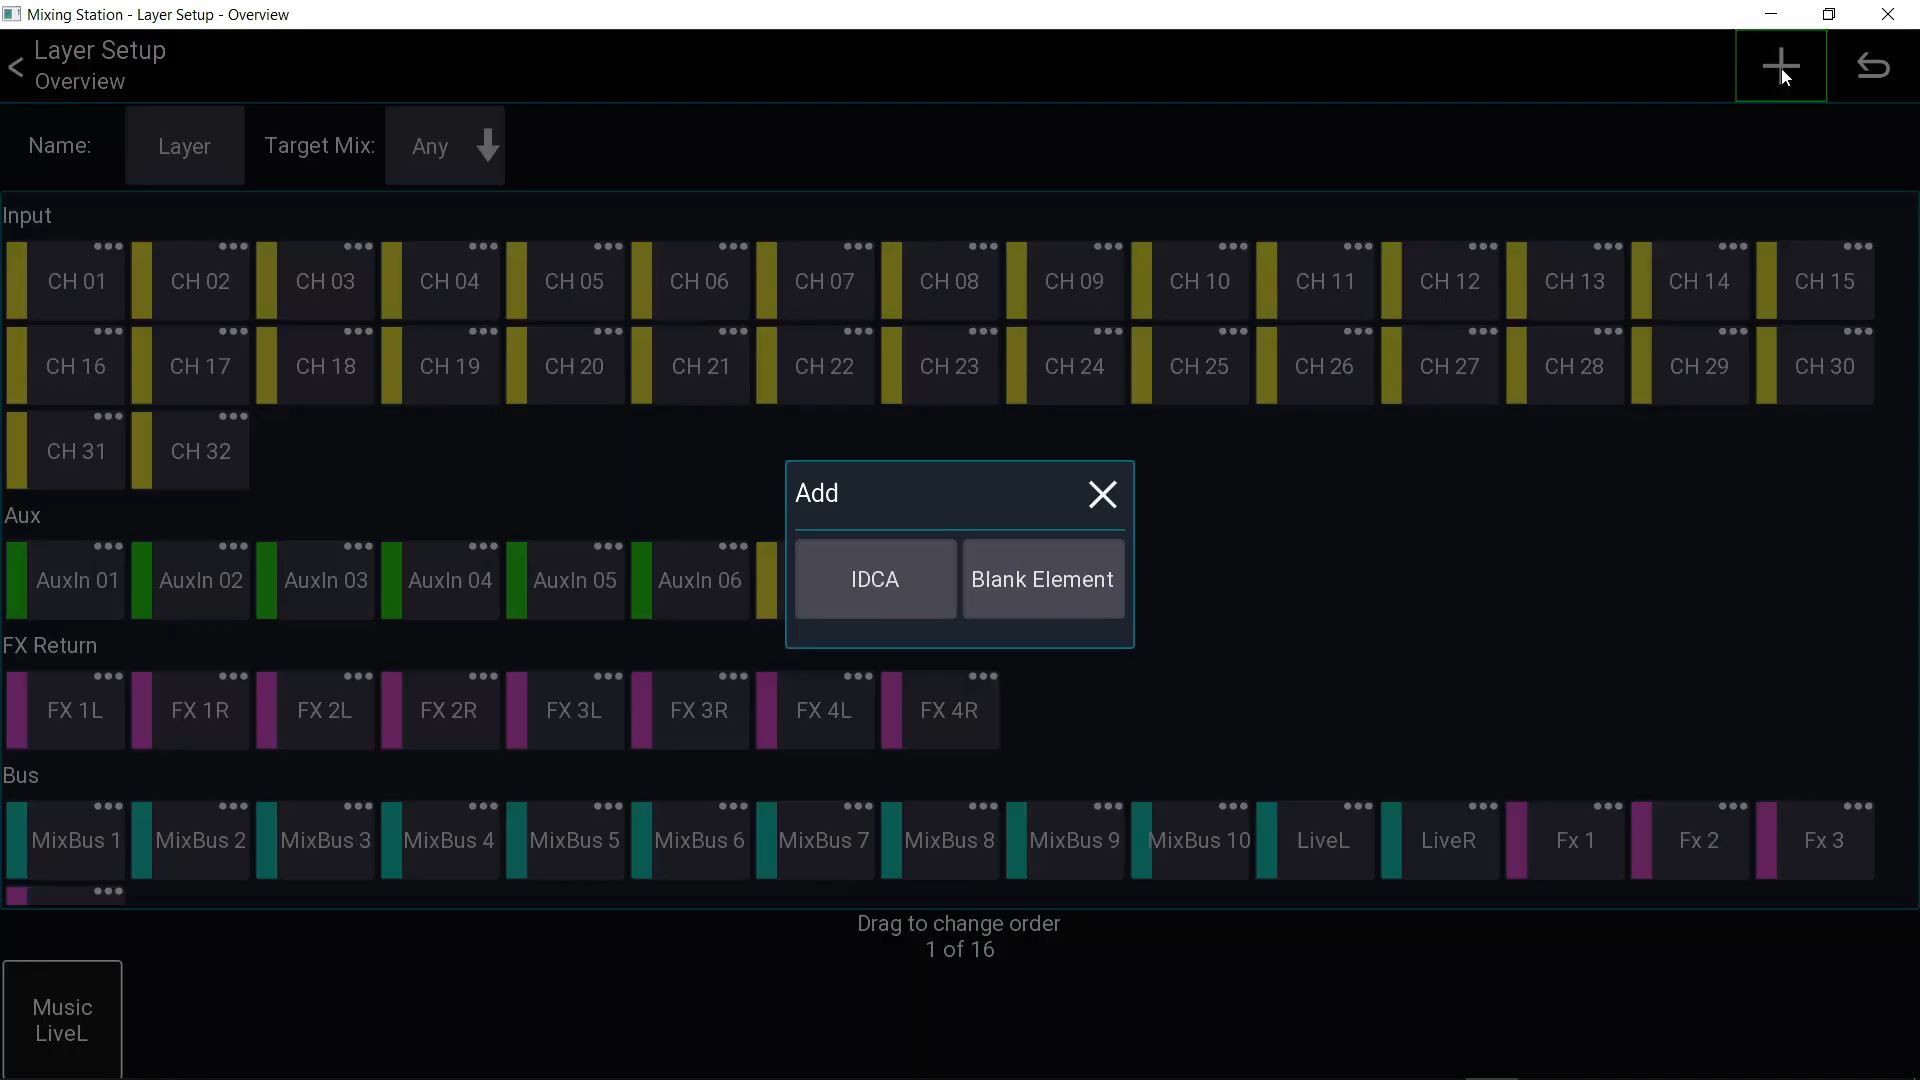 Mixing Station - Layer Setup - Overview
Layer Setup
Overview
Name: Layer Target Mix: Any
Input
CH 01 CH 02 CH 03 CH 04 CH 05 CH 06 CH 07 CH 08 CH 09 CH 10 CH 11 CH 12 CH 13 CH 14 CH 15
CH 16 CH 17 CH 18 CH 19 CH 20 CH 21 CH 22 CH 23 CH 24 CH 25 CH 26 CH 27 CH 28 CH 29 CH 30
CH 31 CH 32
Add
Aux
AuxIn 01 AuxIn 02 AuxIn 03 AuxIn 04 AuxIn 05 AuxIn 06
IDCA Blank Element
FX Return
FX 1L FX 1R FX 2L FX 2R FX 3L FX 3R FX 4L FX 4R
Bus
MixBus 1 MixBus 2 MixBus 3 MixBus 4 MixBus 5 MixBus 6 MixBus 7 MixBus 8 MixBus 9 MixBus 10 LiveL LiveR Fx 1 Fx 2 Fx 3
Drag to change order
1 of 16
Music
LiveL